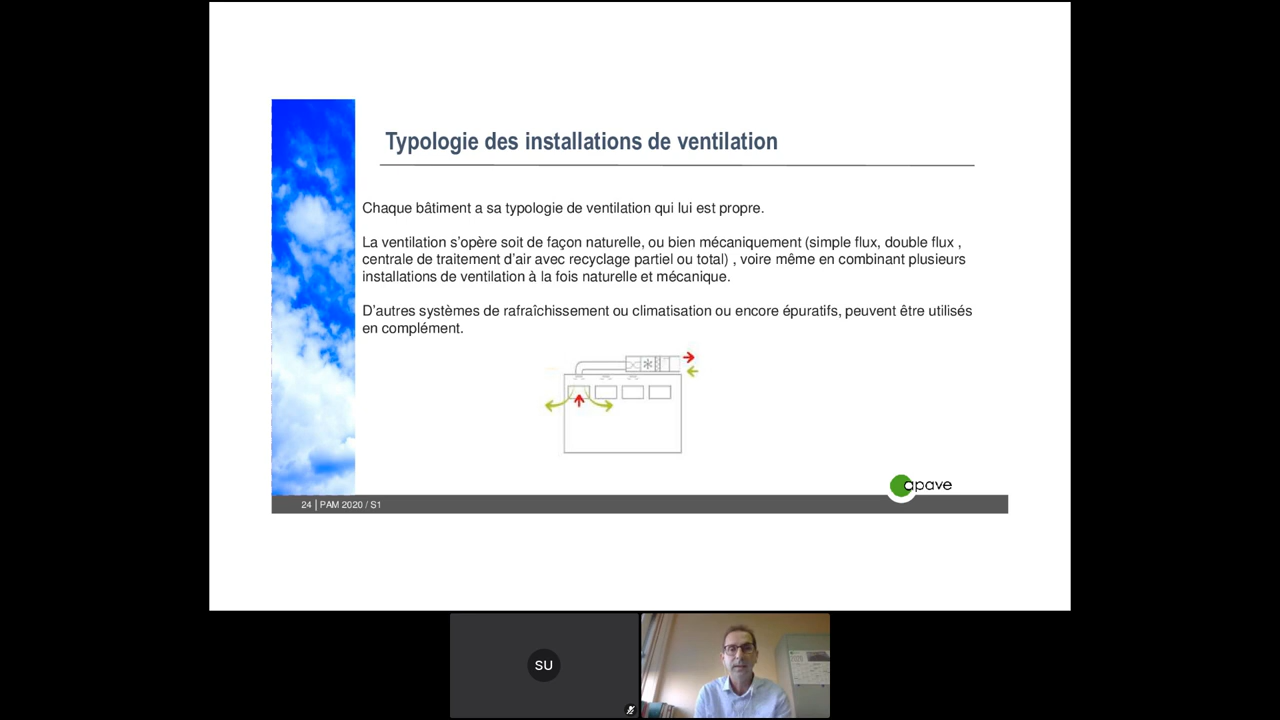 Typologie des installations de ventilation
Chaque bâtiment a sa typologie de ventilation qui lui est propre.
La ventilation s’opère soit de façon naturelle, ou bien mécaniquement (simple flux, double flux ,
centrale de traitement d’air avec recyclage partiel ou total) , voire même en combinant plusieurs
installations de ventilation à la fois naturelle et mécanique.
D’autres systèmes de rafraîchissement ou climatisation ou encore épuratifs, peuvent être utilisés
en complément.
apave
24 | PAM 2020 / S1
SU